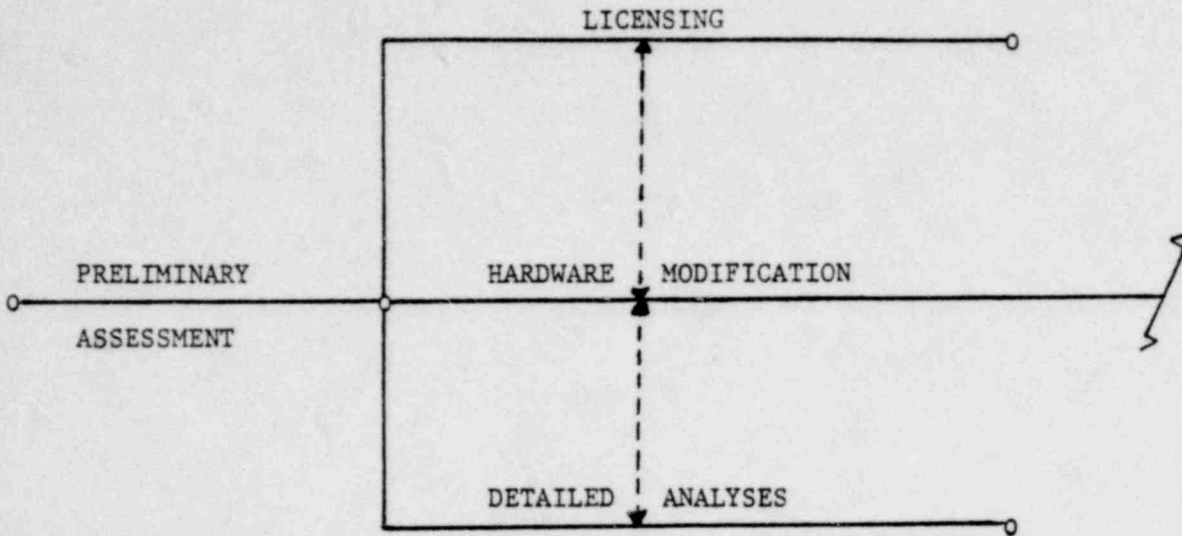 LICENSING
PRELIMINARY
ASSESSMENT
HARDWARE MODIFICATION
DETAILED ANALYSES